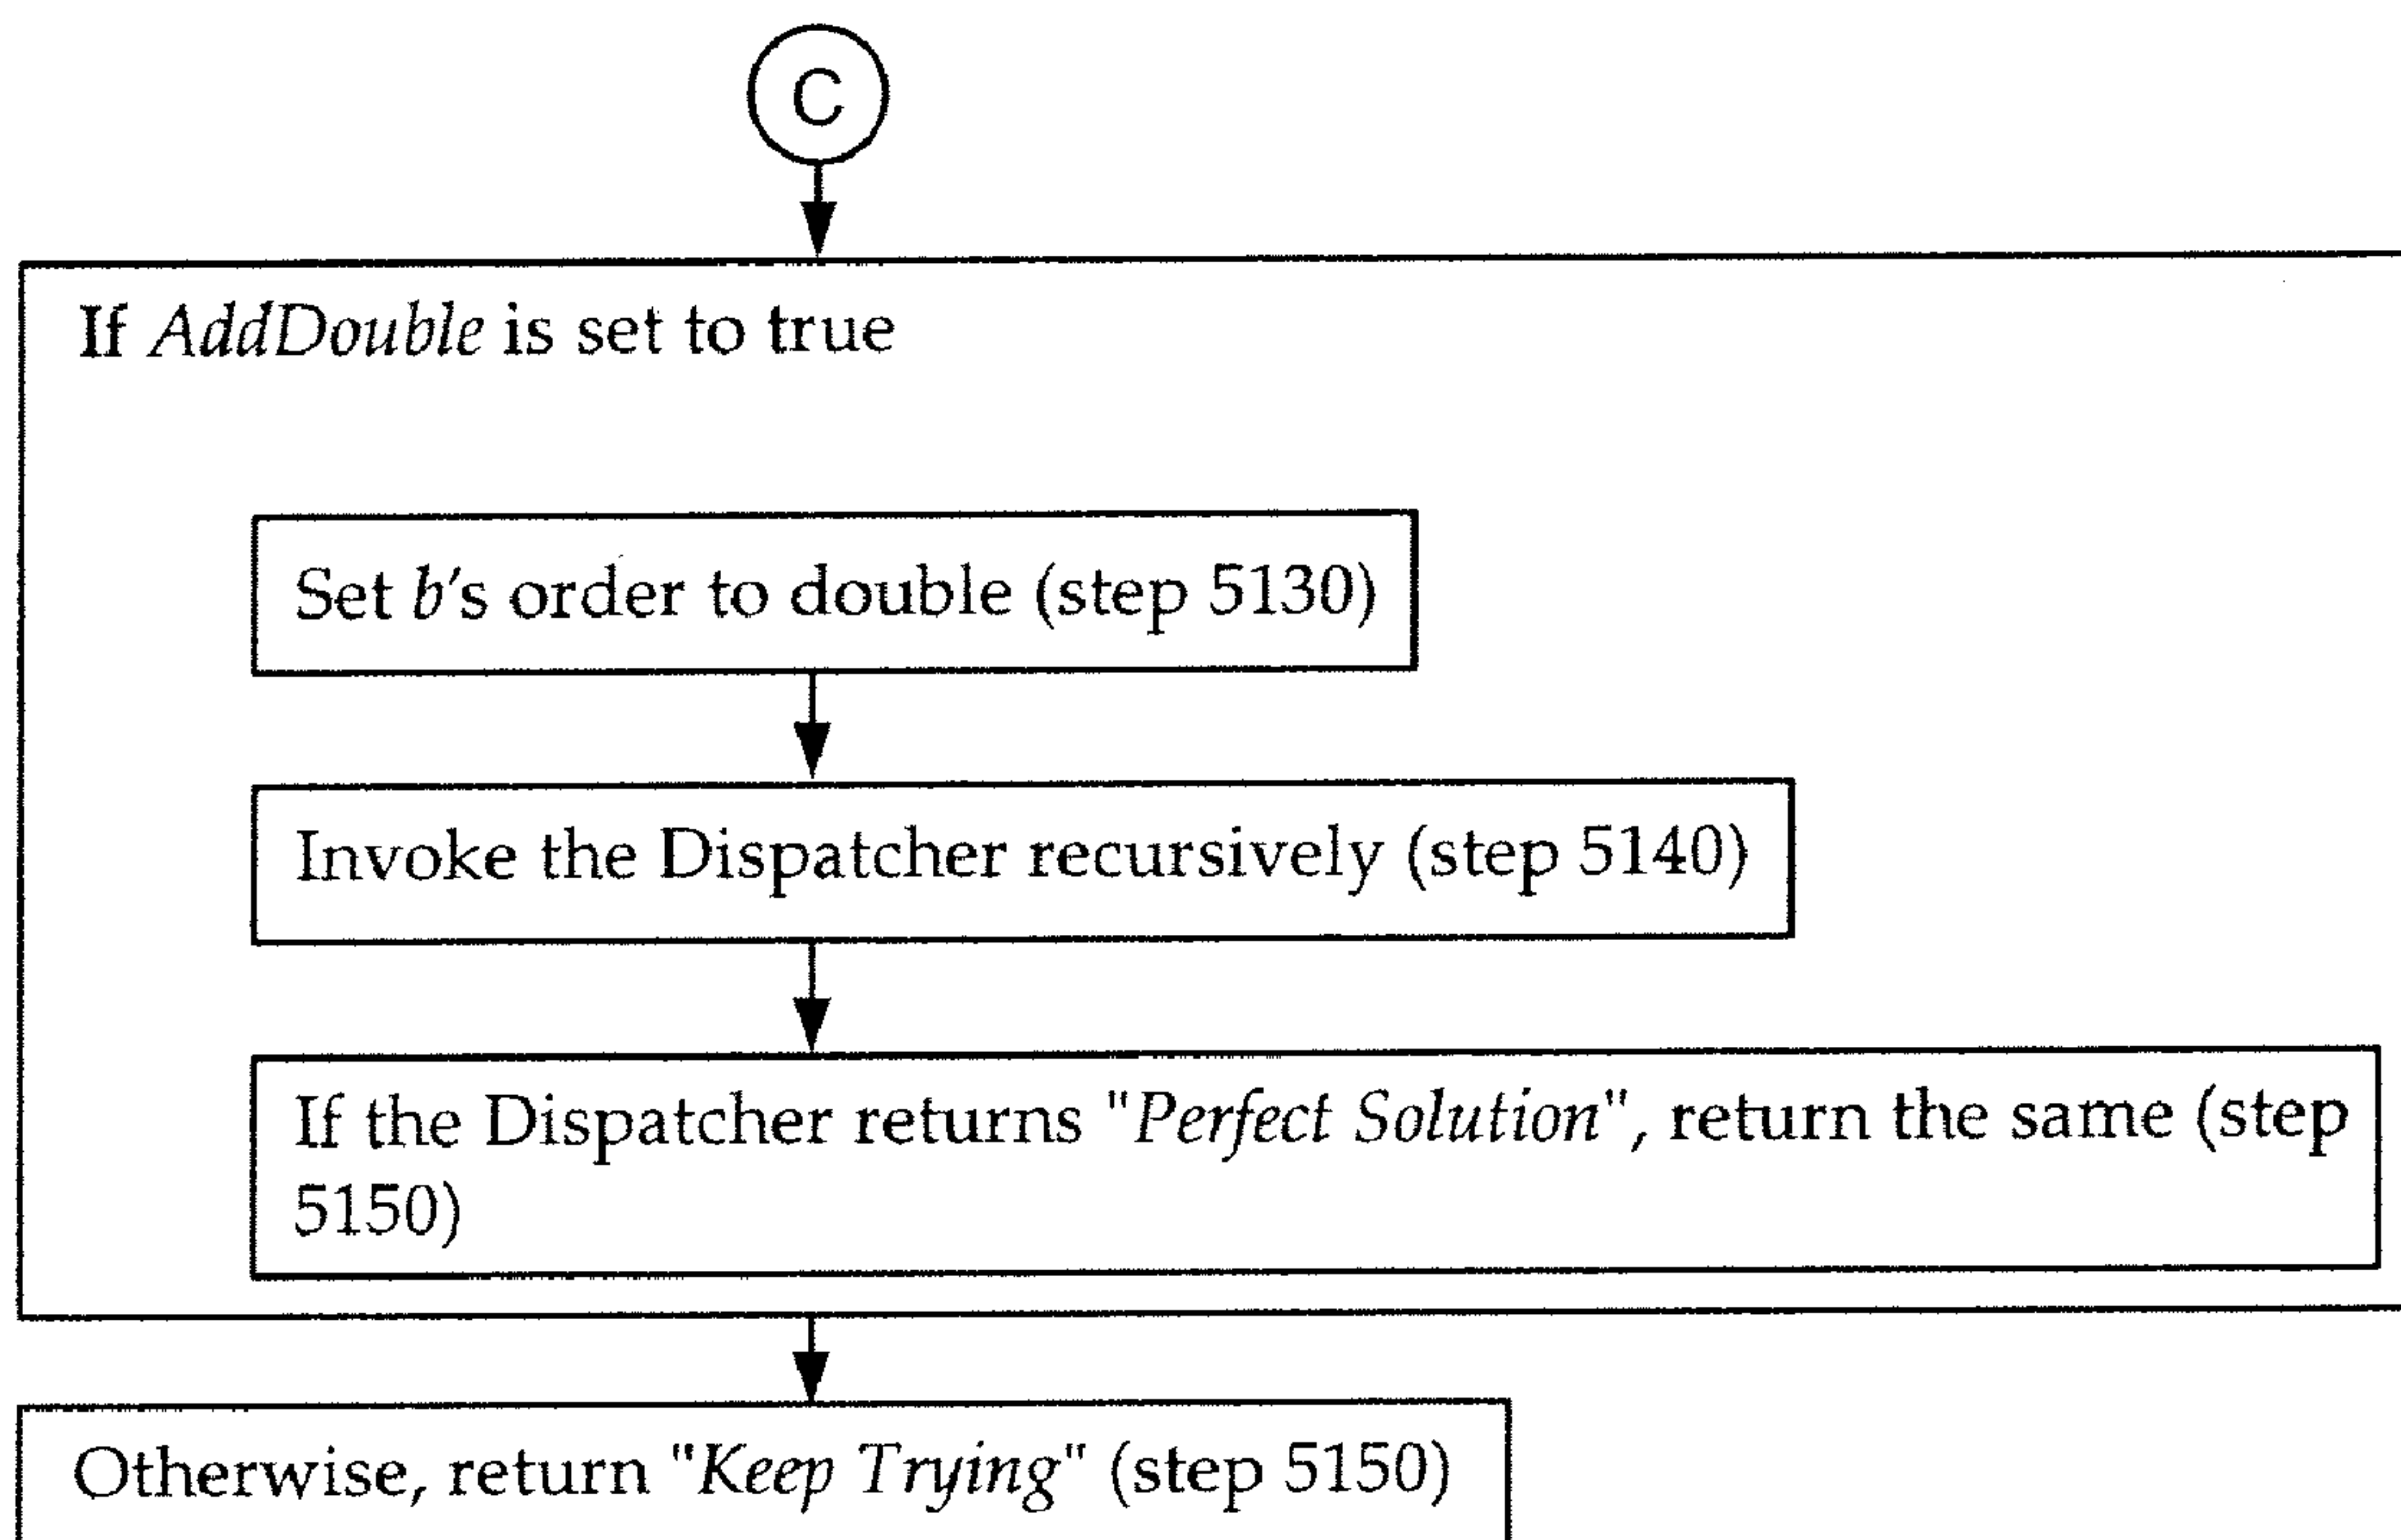 C
If AddDouble is set to true
Set b's order to double (step 5130)
Invoke the Dispatcher recursively (step 5140)
If the Dispatcher returns "Perfect Solution", return the same (step
5150)
Otherwise, return "Keep Trying" (step 5150)